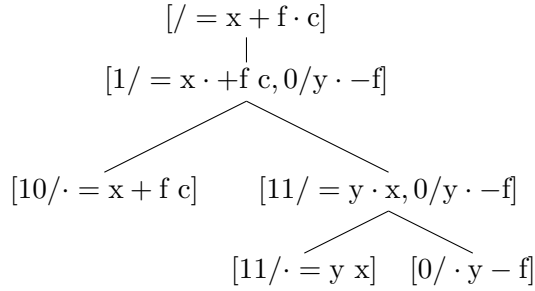 [/ = x + f · c]
[1/ = x · +f c, 0/y · −f]
[10/· = x + f c] [11/ = y · x, 0/y · −f]
[11/· = y x] [0/ · y − f]